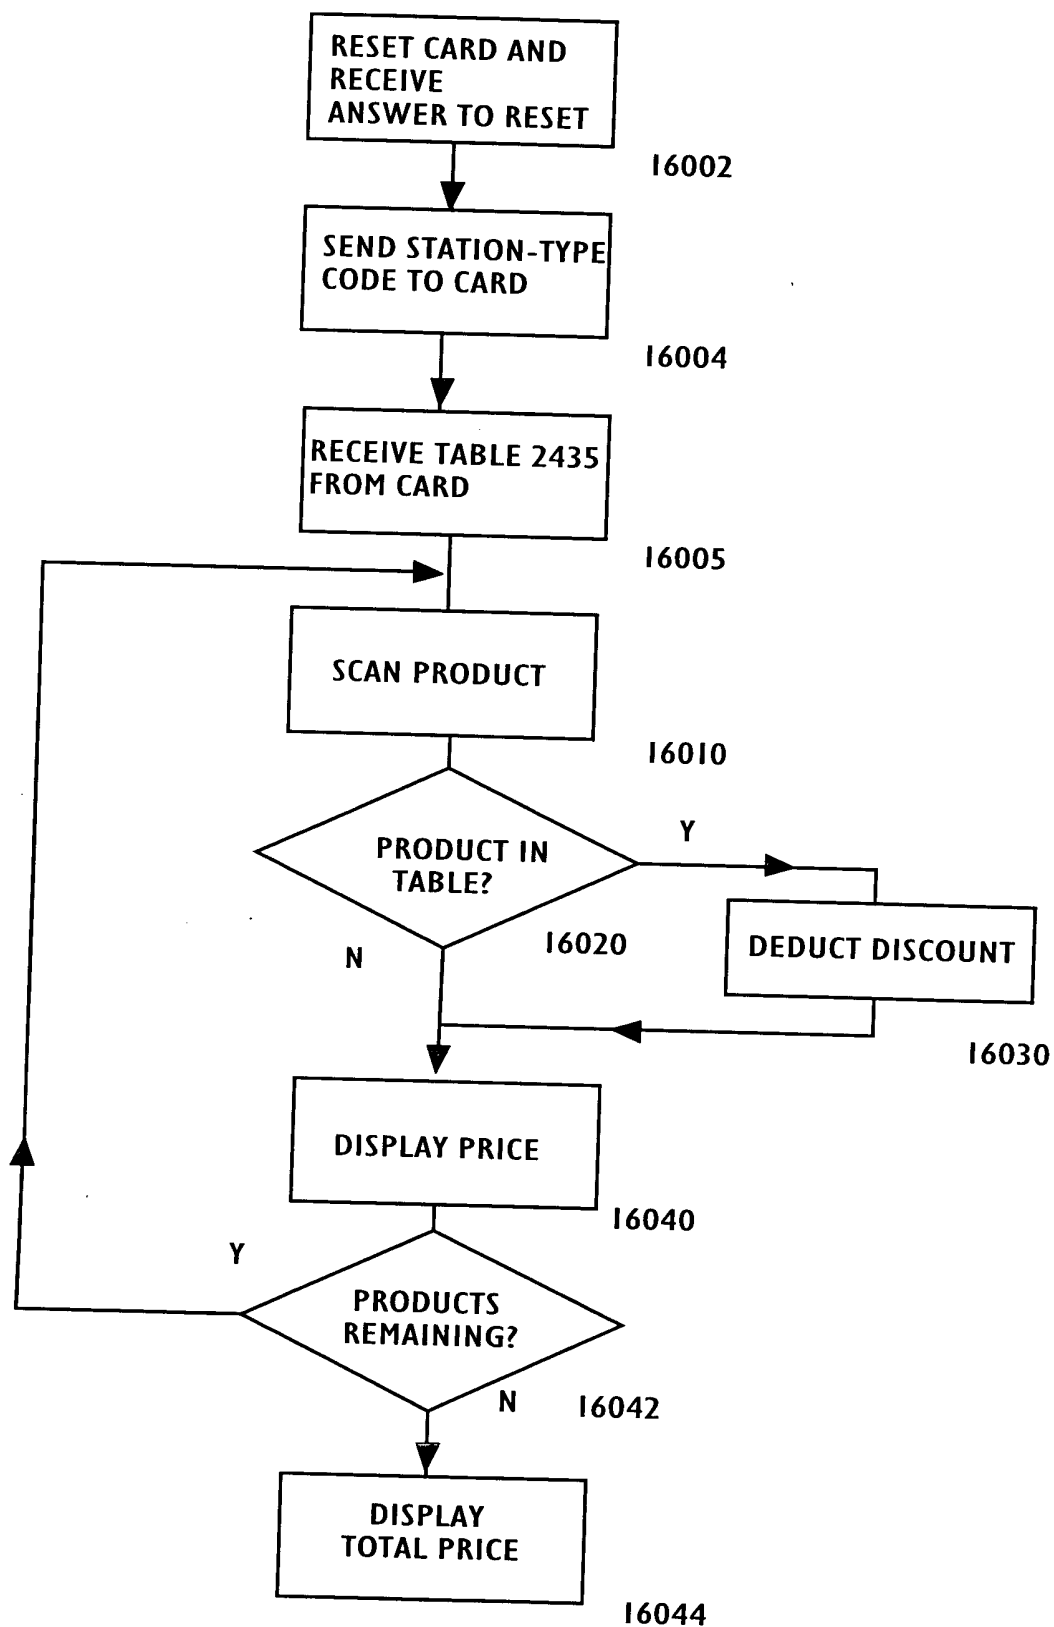 RESET CARD AND
RECEIVE
ANSWER TO RESET
16002
SEND STATION-TYPE
CODE TO CARD
16004
RECEIVE TABLE 2435
FROM CARD
16005
SCAN PRODUCT
16010
PRODUCT IN
TABLE?
Y
N
16020
DEDUCT DISCOUNT
16030
DISPLAY PRICE
16040
Y
PRODUCTS
REMAINING?
N
16042
DISPLAY
TOTAL PRICE
16044